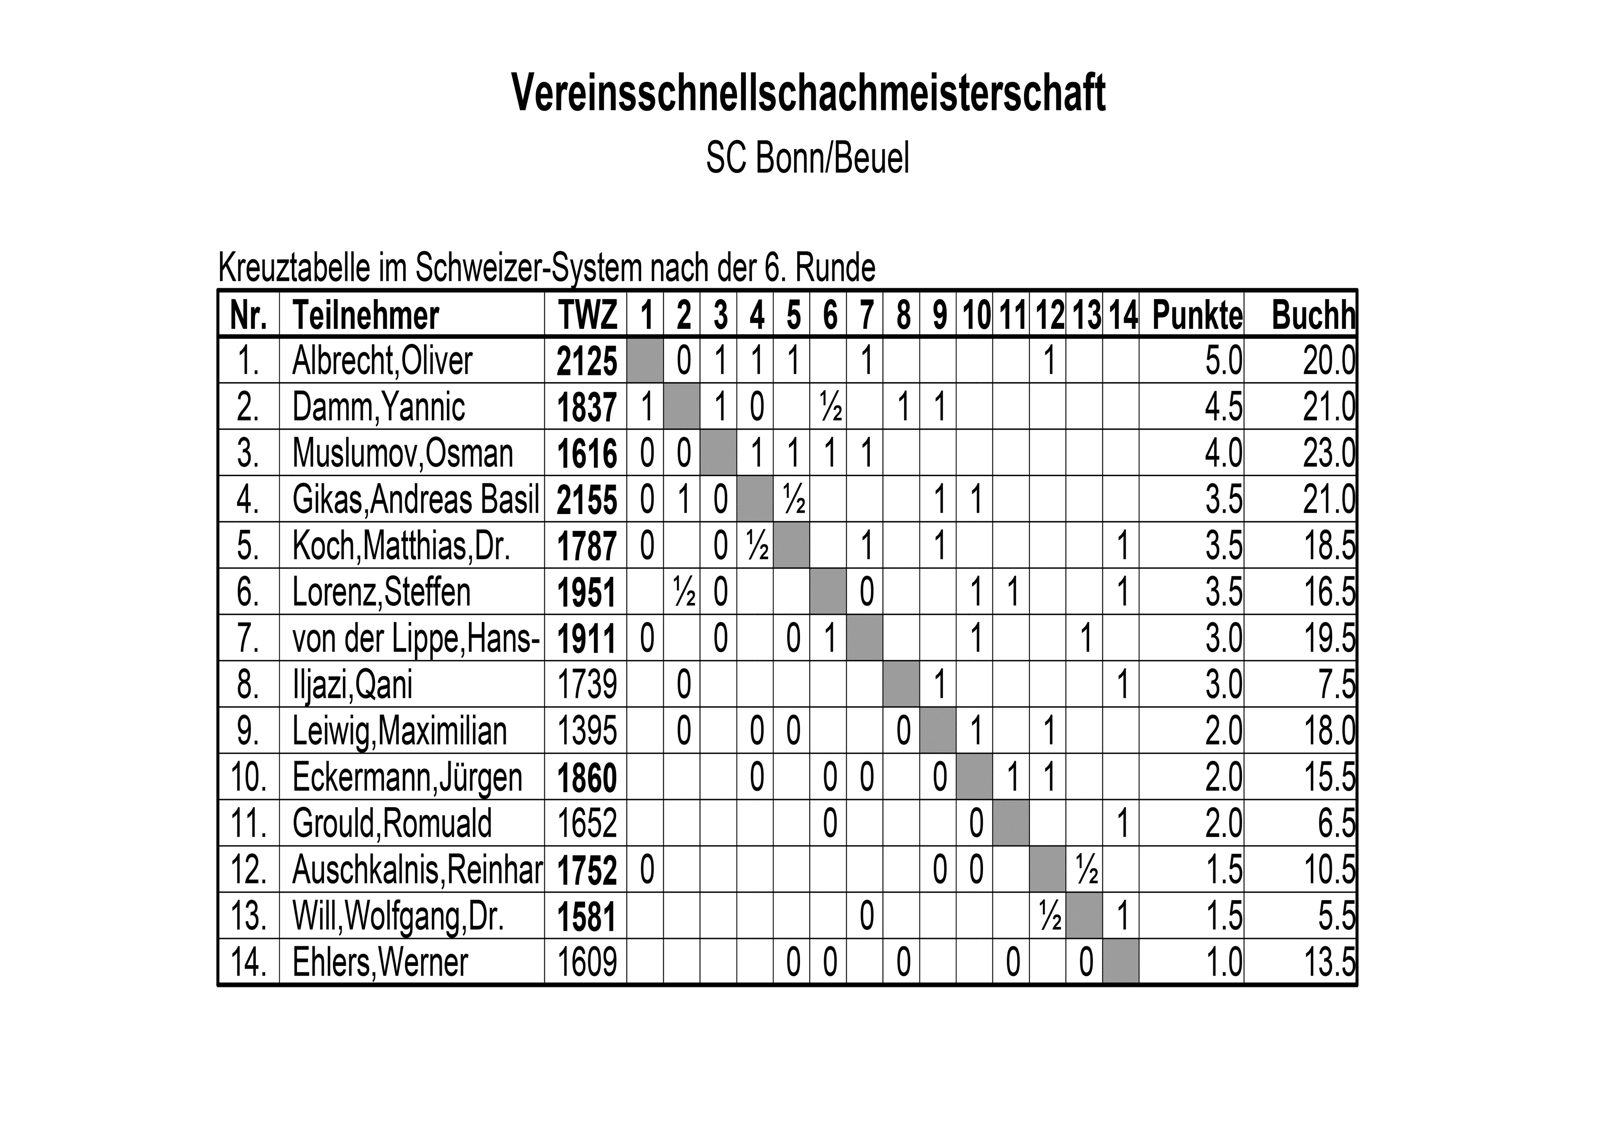 Vereinsschnellschachmeisterschaft
SC Bonn/Beuel
Kreuztabelle im Schweizer-System nach der 6. Runde
Nr. Teilnehmer TWZ 1 2 3 4 5 6 7 8 9 10 11 12 13 14 Punkte Buchh
1. Albrecht,Oliver 2125 0 1 1 1 1 1 5.0 20.0
2. Damm,Yannic 1837 1 1 0 ½ 1 1 4.5 21.0
3. Muslumov,Osman 1616 0 0 1 1 1 1 4.0 23.0
4. Gikas,Andreas Basil 2155 0 1 0 ½ 1 1 3.5 21.0
5. Koch,Matthias,Dr. 1787 0 0 ½ 1 1 1 3.5 18.5
6. Lorenz,Steffen 1951 ½ 0 0 1 1 1 3.5 16.5
7. von der Lippe,Hans- 1911 0 0 0 1 1 1 3.0 19.5
8. Iljazi,Qani 1739 0 1 1 3.0 7.5
9. Leiwig,Maximilian 1395 0 0 0 0 1 1 2.0 18.0
10. Eckermann,Jürgen 1860 0 0 0 0 1 1 2.0 15.5
11. Grould,Romuald 1652 0 0 1 2.0 6.5
12. Auschkalnis,Reinhar 1752 0 0 0 ½ 1.5 10.5
13. Will,Wolfgang,Dr. 1581 0 ½ 1 1.5 5.5
14. Ehlers,Werner 1609 0 0 0 0 0 1.0 13.5